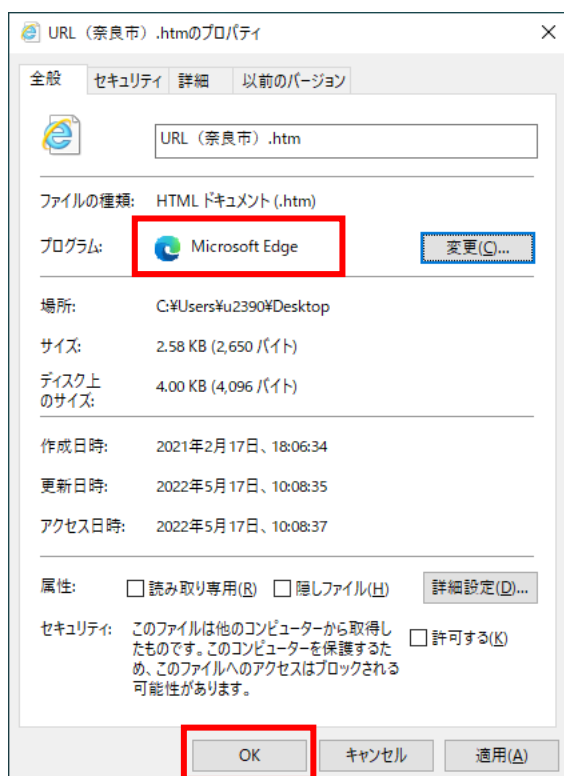 URL（奈良市）.htmのプロパティ
全般 セキュリティ 詳細 以前のバージョン
URL（奈良市）.htm
ファイルの種類: HTML ドキュメント (.htm)
プログラム: Microsoft Edge 変更(C)...
場所: C:¥Users¥u2390¥Desktop
サイズ: 2.58 KB (2,650 バイト)
ディスク上
のサイズ: 4.00 KB (4,096 バイト)
作成日時: 2021年2月17日、18:06:34
更新日時: 2022年5月17日、10:08:35
アクセス日時: 2022年5月17日、10:08:37
属性: 読み取り専用(R) 隠しファイル(H) 詳細設定(D)...
セキュリティ: このファイルは他のコンピューターから取得し
たものです。このコンピューターを保護するた
め、このファイルへのアクセスはブロックされる
可能性があります。
許可する(K)
OK キャンセル 適用(A)